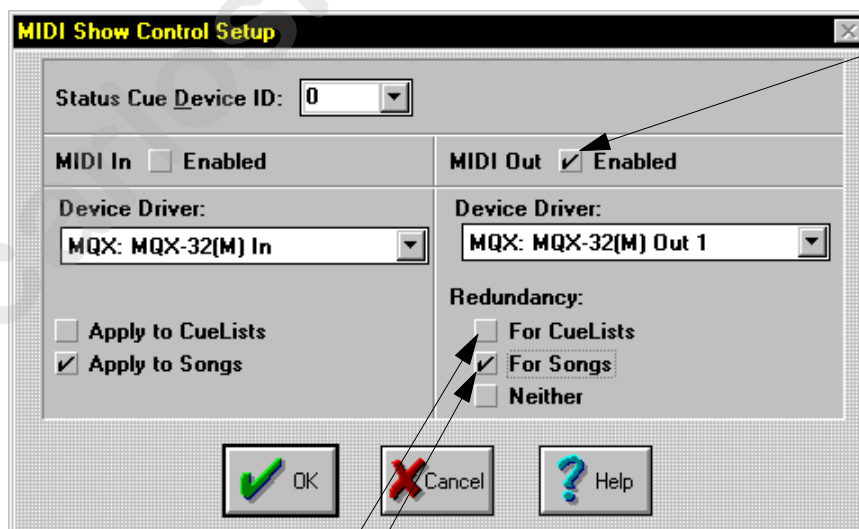 MIDI Show Control Setup
Status Cue Device ID: 0
MIDI In Enabled
MIDI Out Enabled
Device Driver:
MQX: MQX-32(M) In
Apply to CueLists
Apply to Songs
Device Driver:
MQX: MQX-32(M) Out 1
Redundancy:
For CueLists
For Songs
Neither
OK
Cancel
? Help